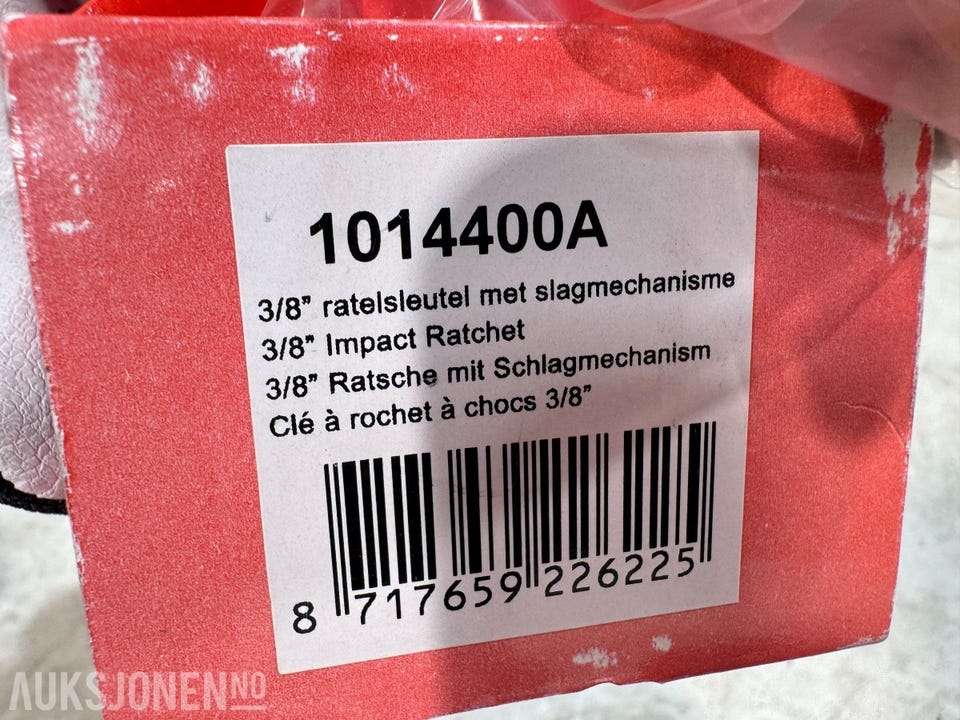 1014400A
3/8” ratelsleutel met slagmechanisme
3/8” Impact Ratchet
3/8” Ratsche mit Schlagmechanism
Clé à rochet à chocs 3/8”
8 717659 226225
AUKSJONEN NO